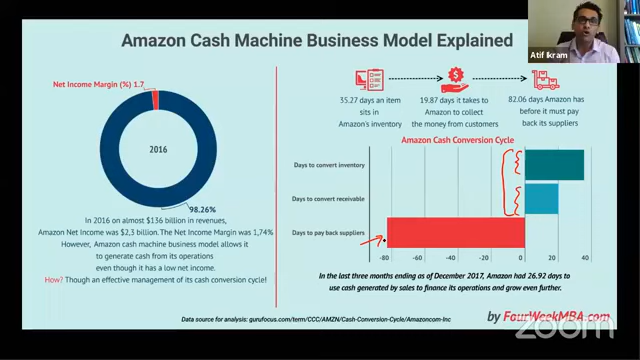 Amazon Cash Machine Business Model Explained
Atif Ikram
Net Income Margin (%) 1.7
2016
98.26%
In 2016 on almost $136 billion in revenues,
Amazon Net Income was $2,3 billion. The Net Income Margin was 1,74%
However, Amazon cash machine business model allows it
to generate cash from its operations
even though it has a low net income.
How? Though an effective management of its cash conversion cycle!
35.27 days an item
sits in
Amazon's inventory
19.87 days it takes to
Amazon to collect
the money from customers
82.06 days Amazon has
before it must pay
back its suppliers
Amazon Cash Conversion Cycle
Days to convert inventory
Days to convert receivable
Days to pay back suppliers
-80 -60 -40 -20 0 20 40
In the last three months ending as of December 2017, Amazon had 26.92 days to
use cash generated by sales to finance its operations and grow even further.
Data source for analysis: gurufocus.com/term/CCC/AMZN/Cash-Conversion-Cycle/Amazoncom-Inc
by FourWeekMBA.com
zoom